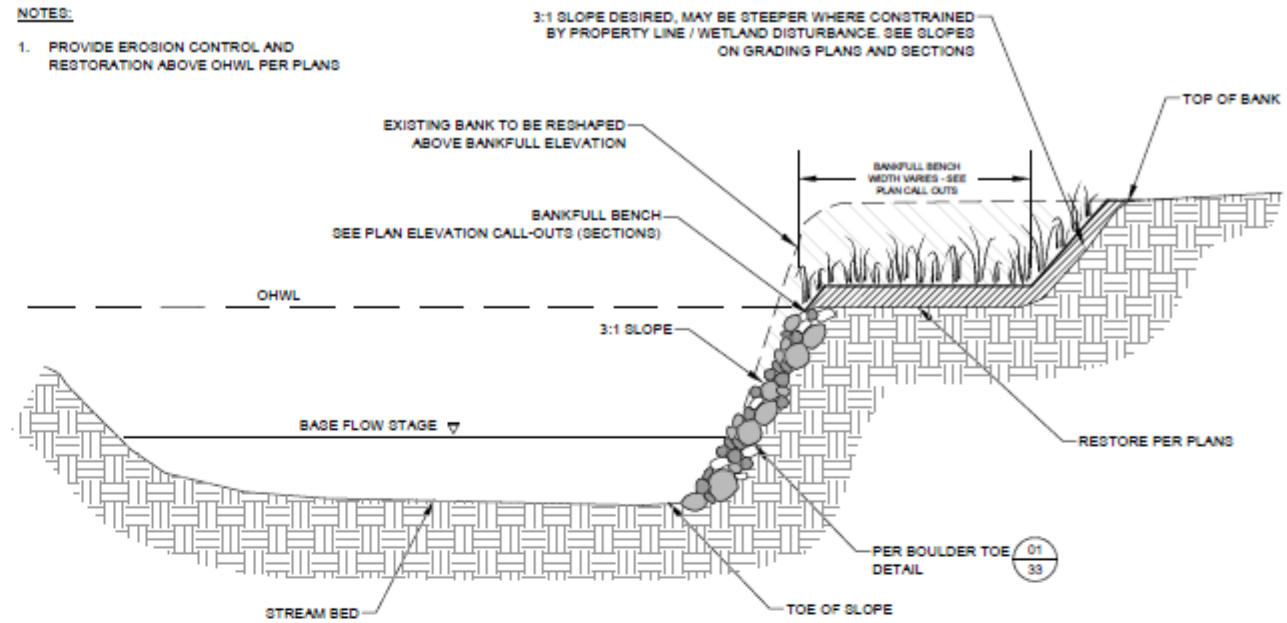 NOTES:
1. PROVIDE EROSION CONTROL AND
RESTORATION ABOVE OHWL PER PLANS
3:1 SLOPE DESIRED, MAY BE STEEPER WHERE CONSTRAINED
BY PROPERTY LINE / WETLAND DISTURBANCE. SEE SLOPES
ON GRADING PLANS AND SECTIONS
TOP OF BANK
EXISTING BANK TO BE RESHAPED
ABOVE BANKFULL ELEVATION
BANKFULL BENCH
WIDTH VARIES - SEE
PLAN CALL OUTS
BANKFULL BENCH
SEE PLAN ELEVATION CALL-OUTS (SECTIONS)
OHWL
3:1 SLOPE
BASE FLOW STAGE
RESTORE PER PLANS
PER BOULDER TOE
DETAIL
01
33
STREAM BED
TOE OF SLOPE